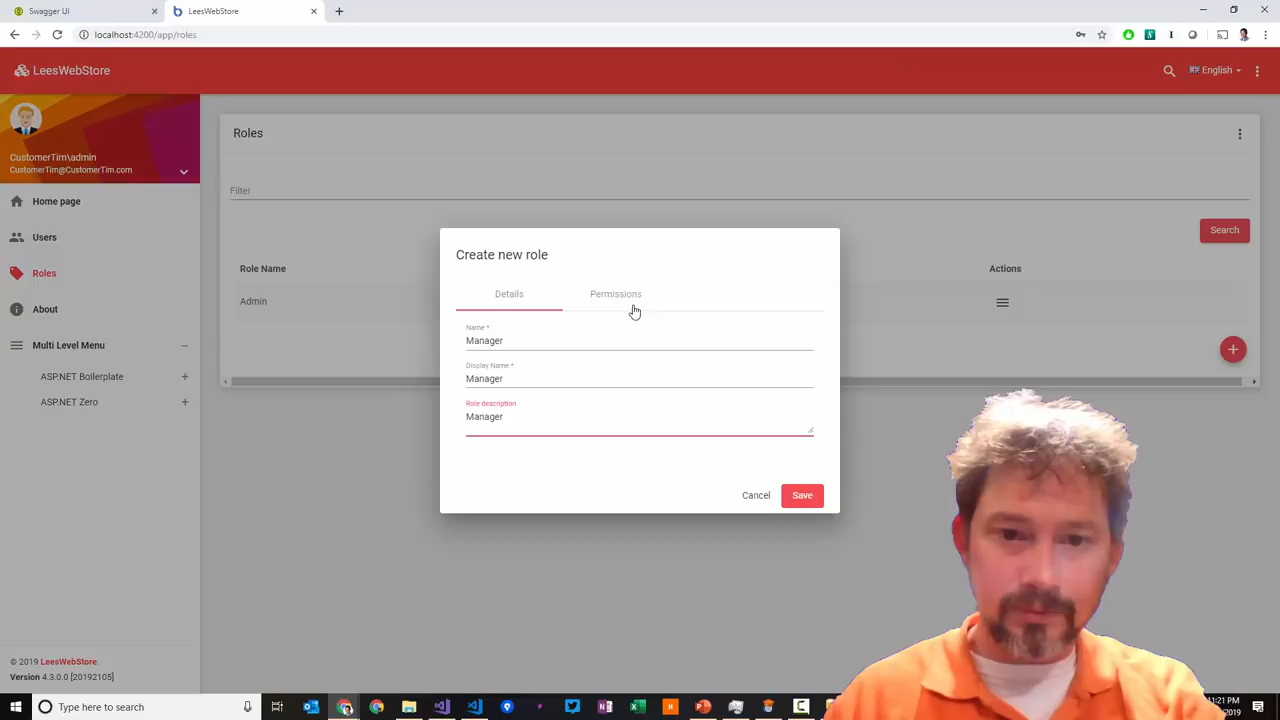 Swagger UI
LeesWebStore
localhost:4200/app/roles
LeesWebStore
English
CustomerTim\admin
CustomerTim@CustomerTim.com
Home page
Users
Roles
About
Multi Level Menu
ASP.NET Boilerplate
ASP.NET Zero
© 2019 LeesWebStore.
Version 4.3.0.0 [20192105]
Roles
Filter
Search
Role Name
Actions
Admin
Create new role
Details
Permissions
Name *
Manager
Display Name *
Manager
Role description
Manager
Cancel
Save
Type here to search